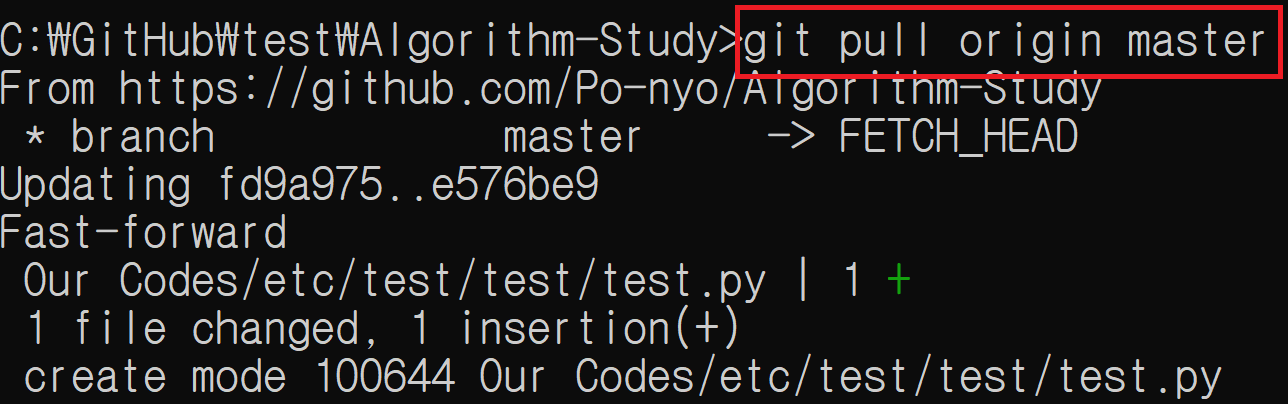 C:₩GitHub₩test₩Algorithm-Study>git pull origin master
From https://github.com/Po-nyo/Algorithm-Study
 * branch            master     -> FETCH_HEAD
Updating fd9a975..e576be9
Fast-forward
 Our Codes/etc/test/test/test.py | 1 +
 1 file changed, 1 insertion(+)
 create mode 100644 Our Codes/etc/test/test/test.py